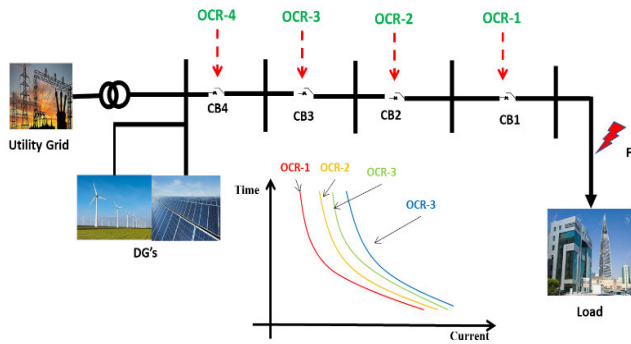 OCR-4
OCR-3
OCR-2
OCR-1
CB4
CB3
CB2
CB1
Utility Grid
F
DG's
Load
Time
OCR-1
OCR-2
OCR-3
OCR-3
Current